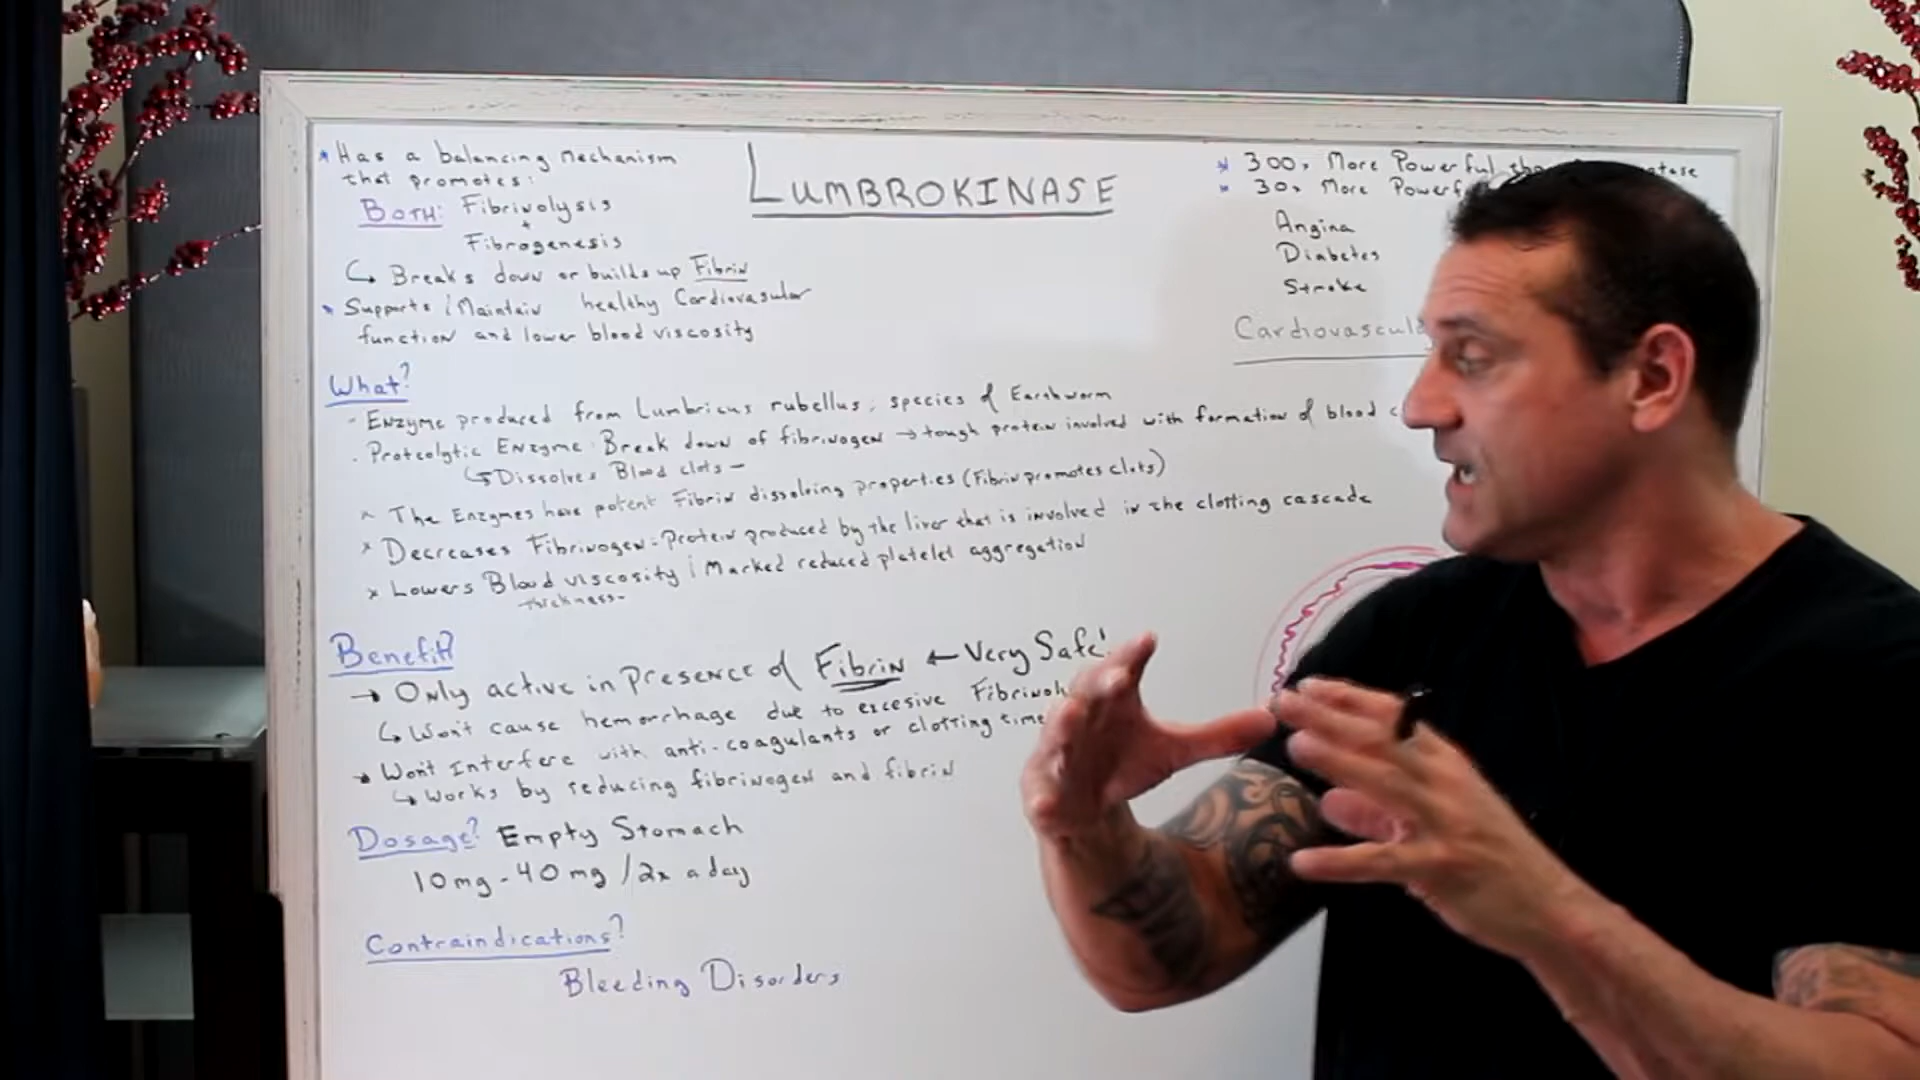 LUMBROKINASE
* Has a balancing mechanism
that promotes:
BOTH: Fibrinolysis
+
Fibrogenesis
↳ Breaks down or builds up Fibrin
* Supports / Maintain healthy Cardiovasular
function and lower blood viscosity
* 300x More Powerful
* 30x More
Angina
Diabetes
Stroke
What?
- Enzyme produced from Lumbricus rubellus: species of Earthworm
- Proteolytic Enzyme: Break down of fibrinogen → tough protein involved with formation of blood
↳ Dissolves Blood clots -
* The Enzymes have potent Fibrin dissolving properties (Fibrin promotes clots)
* Decreases Fibrinogen: Protein produced by the liver that is involved in the clotting cascade
* Lowers Blood viscosity / Marked reduced platelet aggregation
thickness-
Benefit?
→ Only active in presence of Fibrin ← Very Safe!
↳ Won't cause hemorrhage due to excesive
* Won't Interfere with anti-coagulants or clotting time
↳ Works by reducing fibrinogen and fibrin
Dosage? Empty Stomach
10mg - 40mg / 2x a day
Contraindications?
Bleeding Disorders